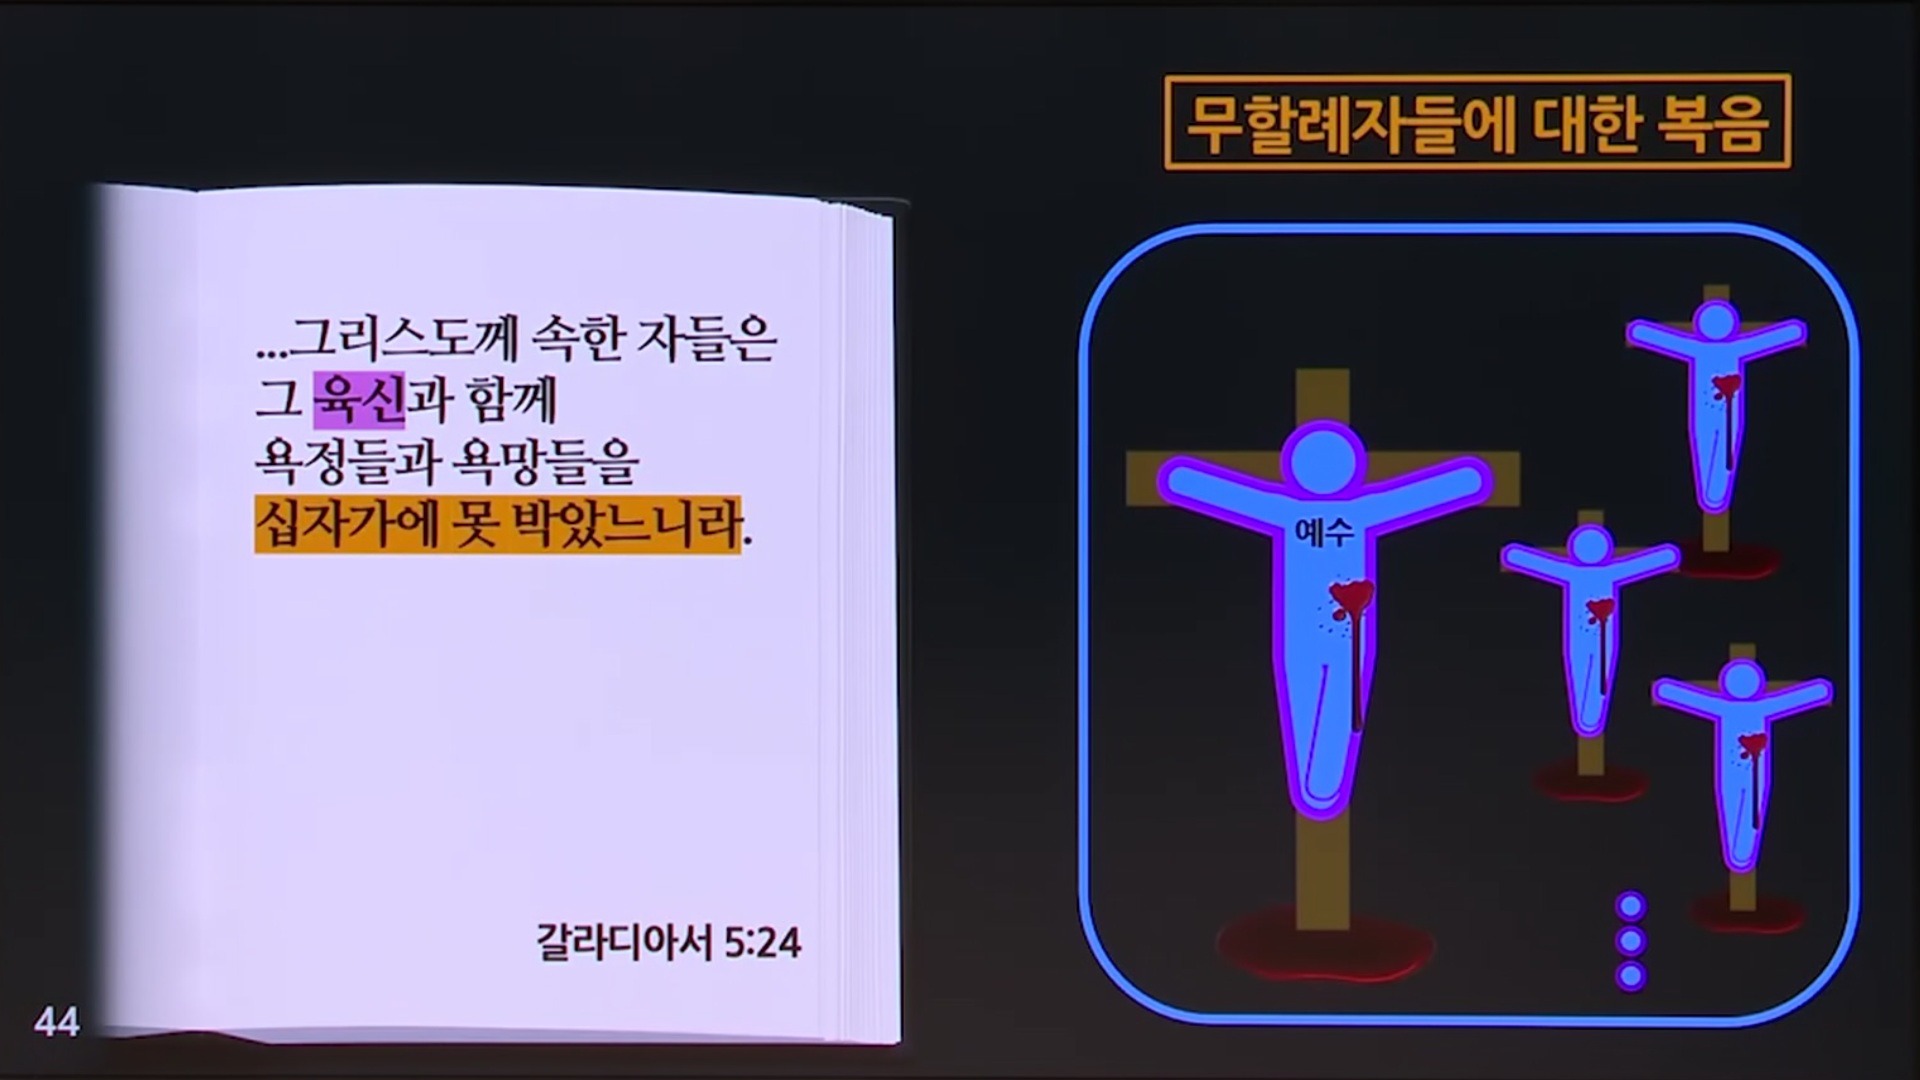 무할례자들에 대한 복음
...그리스도께 속한 자들은
그 육신과 함께
욕정들과 욕망들을
십자가에 못 박았느니라.
갈라디아서 5:24
예수
44